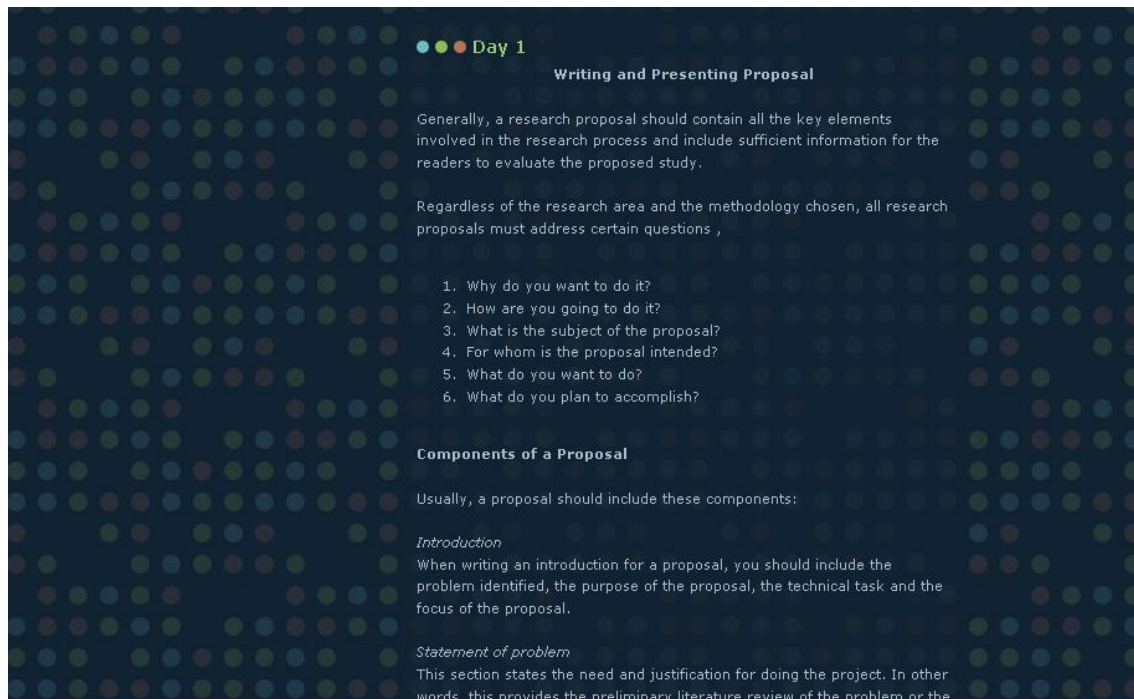 Day 1
Writing and Presenting Proposal
Generally, a research proposal should contain all the key elements
involved in the research process and include sufficient information for the
readers to evaluate the proposed study.
Regardless of the research area and the methodology chosen, all research
proposals must address certain questions ,
1. Why do you want to do it?
2. How are you going to do it?
3. What is the subject of the proposal?
4. For whom is the proposal intended?
5. What do you want to do?
6. What do you plan to accomplish?
Components of a Proposal
Usually, a proposal should include these components:
Introduction
When writing an introduction for a proposal, you should include the
problem identified, the purpose of the proposal, the technical task and the
focus of the proposal.
Statement of problem
This section states the need and justification for doing the project. In other
words, this provides the preliminary literature review of the problem or the